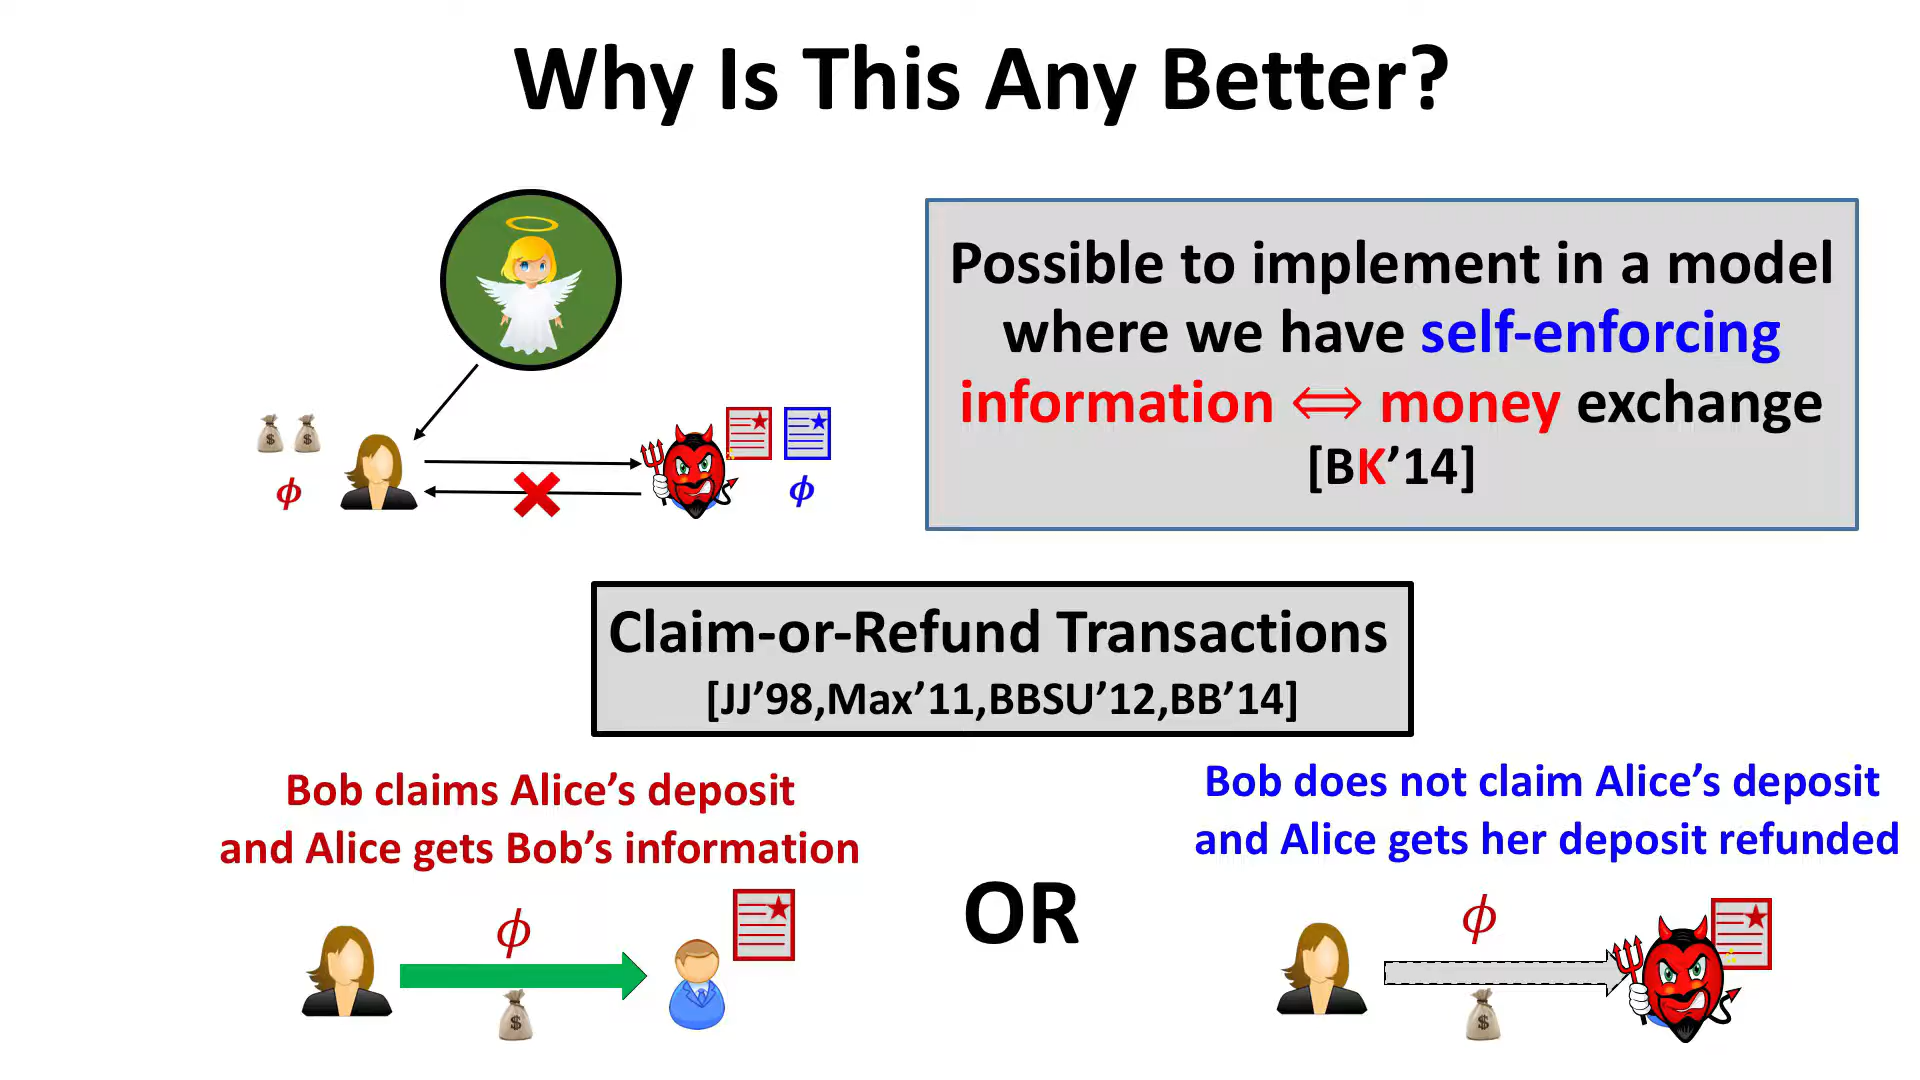 Why Is This Any Better?
Possible to implement in a model
where we have self-enforcing
information ⟺ money exchange
[BK’14]
$ $
ϕ
ϕ
Claim-or-Refund Transactions
[JJ’98,Max’11,BBSU’12,BB’14]
Bob claims Alice’s deposit
and Alice gets Bob’s information
ϕ
$
OR
Bob does not claim Alice’s deposit
and Alice gets her deposit refunded
ϕ
$